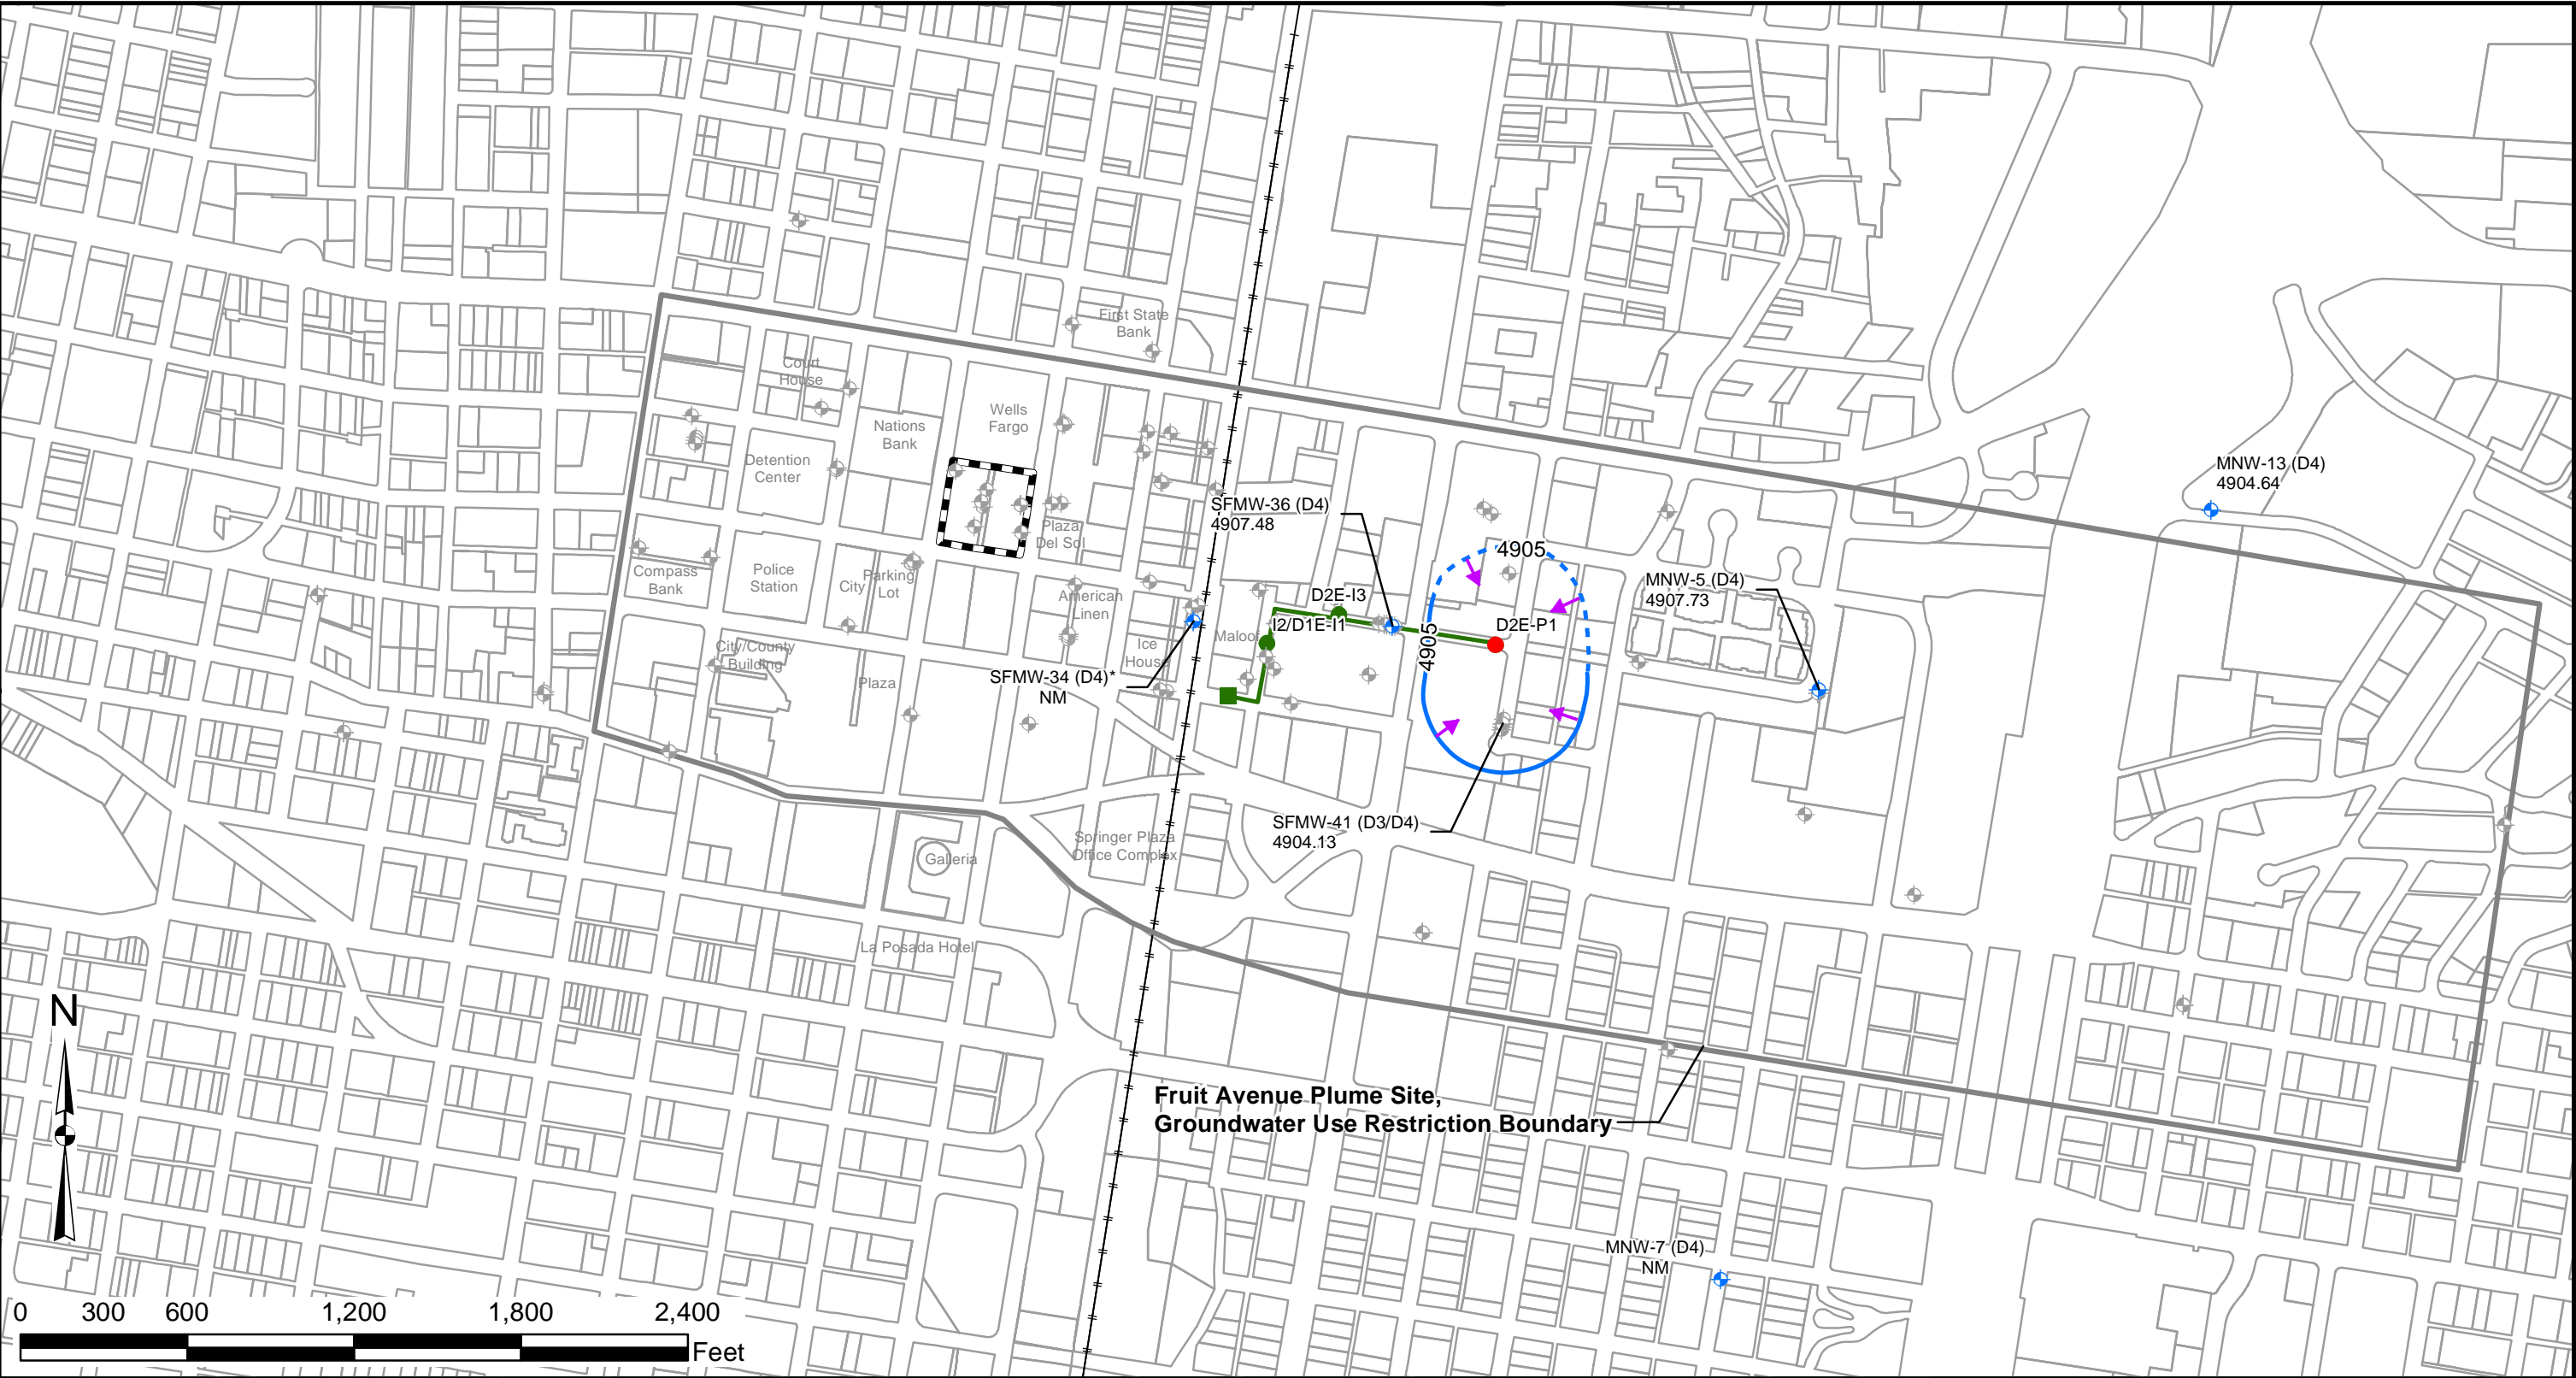 First State
Bank
Court
House
Wells
Fargo
Nations
Bank
Detention
Center
MNW-13 (D4)
4904.64
SFMW-36 (D4)
4907.48
Plaza
Del Sol
4905
Compass
Bank
Police
Station
City
Parking
Lot
American
Linen
D2E-I3
MNW-5 (D4)
4907.73
I2/D1E-I1
D2E-P1
Maloof
Ice
House
4905
City/County
Building
Plaza
SFMW-34 (D4)*
NM
SFMW-41 (D3/D4)
4904.13
Springer Plaza
Office Complex
Galleria
La Posada Hotel
N
Fruit Avenue Plume Site,
Groundwater Use Restriction Boundary
MNW-7 (D4)
NM
0 300 600 1,200 1,800 2,400
Feet